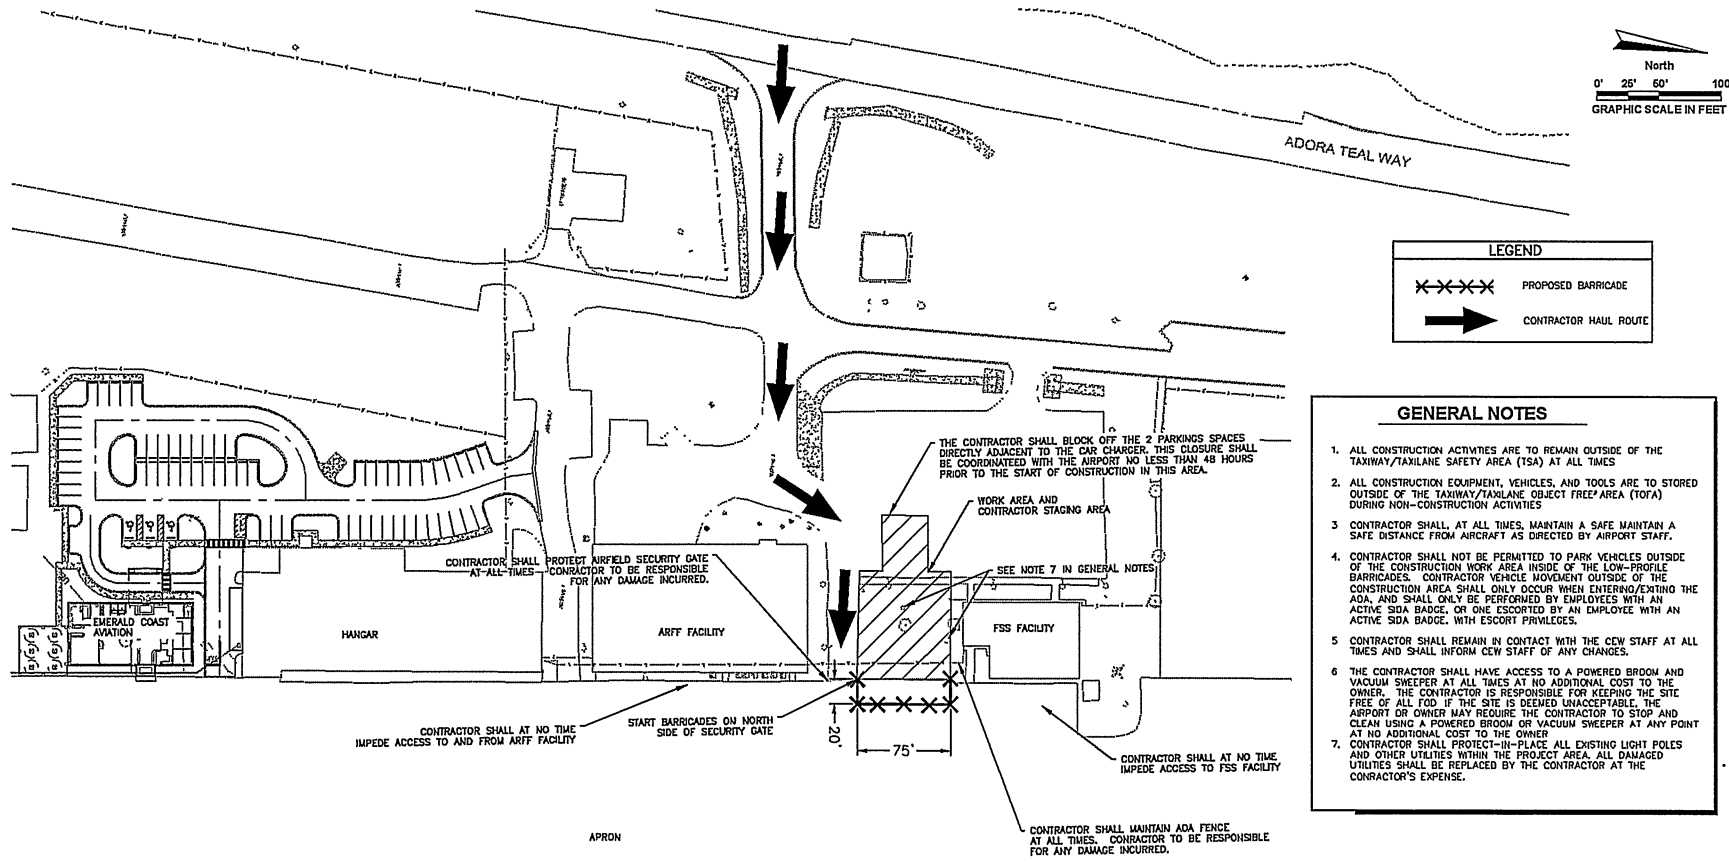 North
0' 25' 50' 100'
GRAPHIC SCALE IN FEET
ADORA TEAL WAY
LEGEND
PROPOSED BARRICADE
CONTRACTOR HAUL ROUTE
GENERAL NOTES
1. ALL CONSTRUCTION ACTIVITIES ARE TO REMAIN OUTSIDE OF THE
TAXIWAY/TAXILANE SAFETY AREA (TSA) AT ALL TIMES
2. ALL CONSTRUCTION EQUIPMENT, VEHICLES, AND TOOLS ARE TO STORED
OUTSIDE OF THE TAXIWAY/TAXILANE OBJECT FREE AREA (TOFA)
DURING NON-CONSTRUCTION ACTIVITIES
3 CONTRACTOR SHALL, AT ALL TIMES, MAINTAIN A SAFE MAINTAIN A
SAFE DISTANCE FROM AIRCRAFT AS DIRECTED BY AIRPORT STAFF.
4. CONTRACTOR SHALL NOT BE PERMITTED TO PARK VEHICLES OUTSIDE
OF THE CONSTRUCTION WORK AREA INSIDE OF THE LOW-PROFILE
BARRICADES. CONTRACTOR VEHICLE MOVEMENT OUTSIDE OF THE
CONSTRUCTION AREA SHALL ONLY OCCUR WHEN ENTERING/EXITING THE
AOA, AND SHALL ONLY BE PERFORMED BY EMPLOYEES WITH AN
ACTIVE SIDA BADGE, OR ONE ESCORTED BY AN EMPLOYEE WITH AN
ACTIVE SIDA BADGE, WITH ESCORT PRIVILEGES.
5 CONTRACTOR SHALL REMAIN IN CONTACT WITH THE CEW STAFF AT ALL
TIMES AND SHALL INFORM CEW STAFF OF ANY CHANGES.
6 THE CONTRACTOR SHALL HAVE ACCESS TO A POWERED BROOM AND
VACUUM SWEEPER AT ALL TIMES AT NO ADDITIONAL COST TO THE
OWNER. THE CONTRACTOR IS RESPONSIBLE FOR KEEPING THE SITE
FREE OF ALL FOD IF THE SITE IS DEEMED UNACCEPTABLE, THE
AIRPORT OR OWNER MAY REQUIRE THE CONTRACTOR TO STOP AND
CLEAN USING A POWERED BROOM OR VACUUM SWEEPER AT ANY POINT
AT NO ADDITIONAL COST TO THE OWNER
7. CONTRACTOR SHALL PROTECT-IN-PLACE ALL EXISTING LIGHT POLES
AND OTHER UTILITIES WITHIN THE PROJECT AREA. ALL DAMAGED
UTILITIES SHALL BE REPLACED BY THE CONTRACTOR AT THE
CONRACTOR'S EXPENSE.
THE CONTRACTOR SHALL BLOCK OFF THE 2 PARKINGS SPACES
DIRECTLY ADJACENT TO THE CAR CHARGER. THIS CLOSURE SHALL
BE COORDINATEED WITH THE AIRPORT NO LESS THAN 48 HOURS
PRIOR TO THE START OF CONSTRUCTION IN THIS AREA.
WORK AREA AND
CONTRACTOR STAGING AREA
CONTRACTOR SHALL PROTECT AIRFIELD SECURITY GATE
AT ALL TIMES CONRACTOR TO BE RESPONSIBLE
FOR ANY DAMAGE INCURRED.
SEE NOTE 7 IN GENERAL NOTES
EMERALD COAST
AVIATION
HANGAR
ARFF FACILITY
FSS FACILITY
CONTRACTOR SHALL AT NO TIME
IMPEDE ACCESS TO AND FROM ARFF FACILITY
START BARRICADES ON NORTH
SIDE OF SECURITY GATE
20'
75'
CONTRACTOR SHALL AT NO TIME
IMPEDE ACCESS TO FSS FACILITY
CONTRACTOR SHALL MAINTAIN AOA FENCE
AT ALL TIMES. CONRACTOR TO BE RESPONSIBLE
FOR ANY DAMAGE INCURRED.
APRON